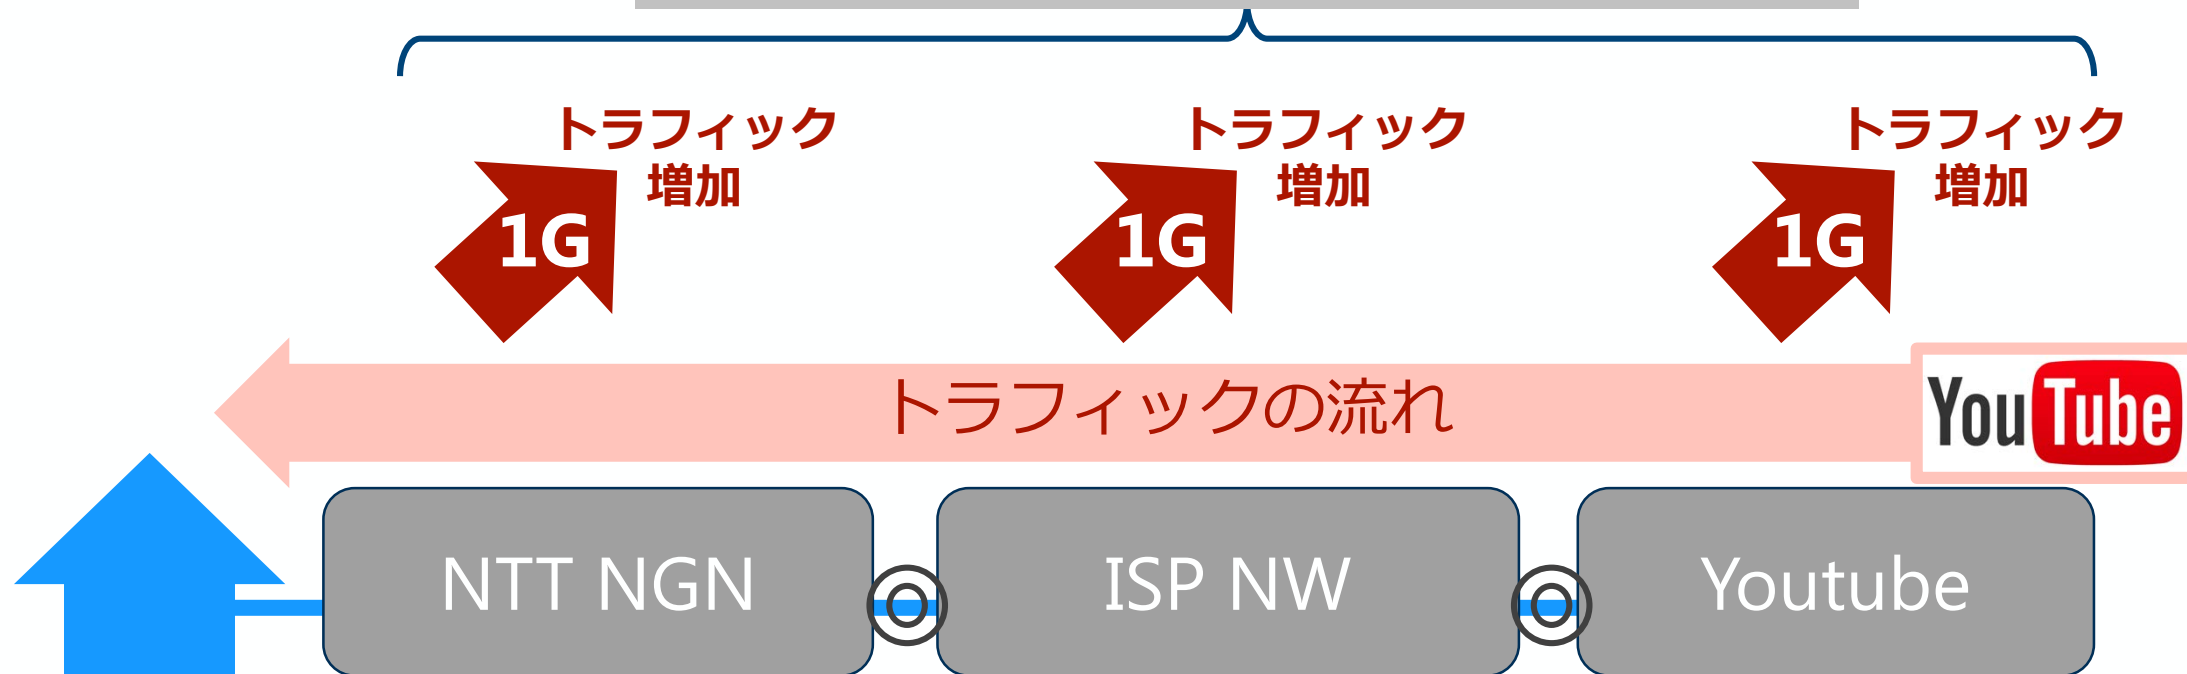 トラフィック
増加
1G
トラフィック
増加
1G
トラフィック
増加
1G
トラフィックの流れ
YouTube
NTT NGN
ISP NW
Youtube